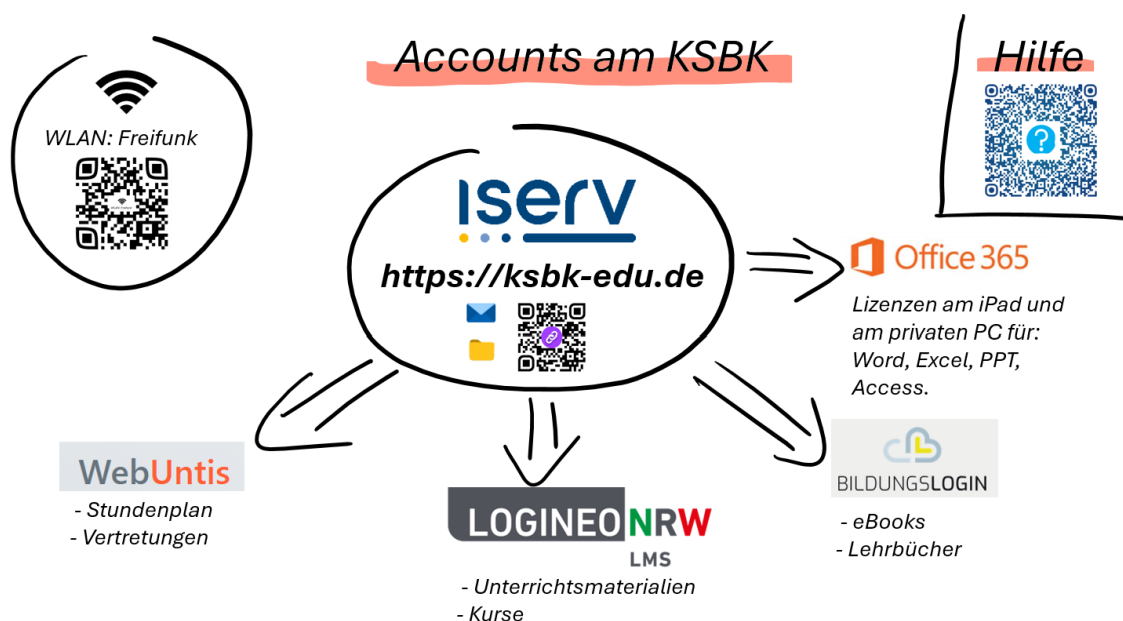 Accounts am KSBK
Hilfe
WLAN: Freifunk
IServ
https://ksbk-edu.de
Office 365
Lizenzen am iPad und
am privaten PC für:
Word, Excel, PPT,
Access.
WebUntis
- Stundenplan
- Vertretungen
LOGINEO NRW
LMS
- Unterrichtsmaterialien
- Kurse
BILDUNGSLOGIN
- eBooks
- Lehrbücher